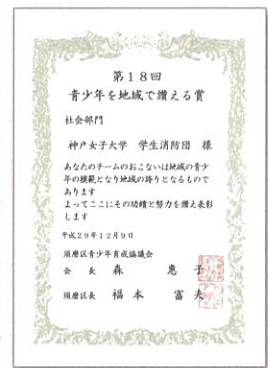 第18回
青少年を地域で讃える賞
社会部門
神戸女子大学 学生消防団 様
あなたのチームのおこないは地域の青少
年の模範となり地域の誇りとなるもので
あります
よってここにその功績と努力を讃え表彰
します
平成29年12月9日
須磨区青少年育成協議会
会 長 森 恵 子
須磨区長 福 本 富 夫